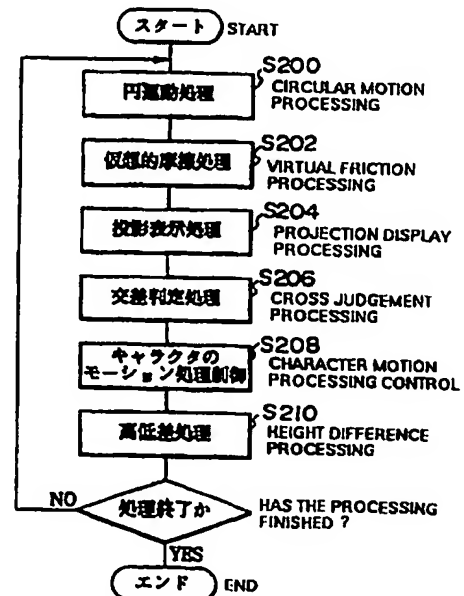 スタート START
S200
円運動処理 CIRCULAR MOTION
PROCESSING
S202
仮想的摩擦処理 VIRTUAL FRICTION
PROCESSING
S204
投影表示処理 PROJECTION DISPLAY
PROCESSING
S206
交差判定処理 CROSS JUDGEMENT
PROCESSING
S208
キャラクタの
モーション処理制御
CHARACTER MOTION
PROCESSING CONTROL
S210
高低差処理 HEIGHT DIFFERENCE
PROCESSING
NO 処理終了か HAS THE PROCESSING
FINISHED ?
YES
エンド END